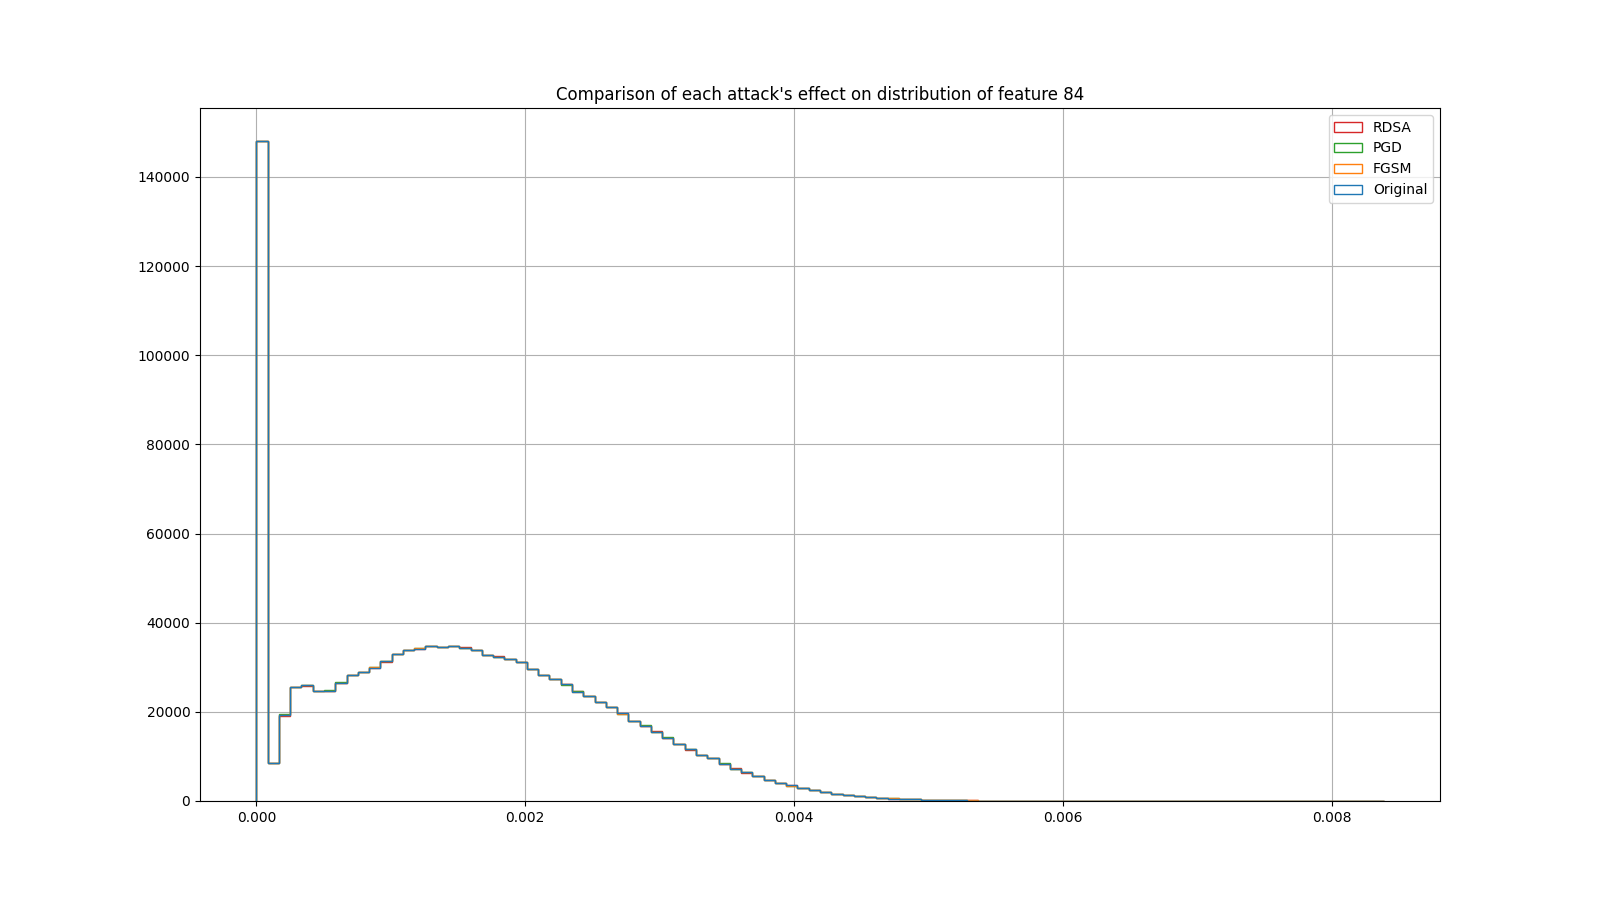 Comparison of each attack's effect on distribution of feature 84
RDSA
PGD
FGSM
Original
140000
120000
100000
80000
60000
40000
20000
0
0.000
0.002
0.004
0.006
0.008